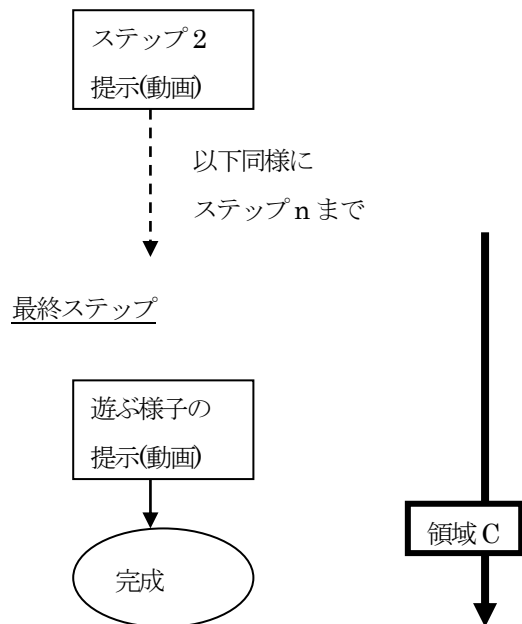 ステップ2
提示(動画)
以下同様に
ステップ n まで
最終ステップ
遊ぶ様子の
提示(動画)
領域 C
完成